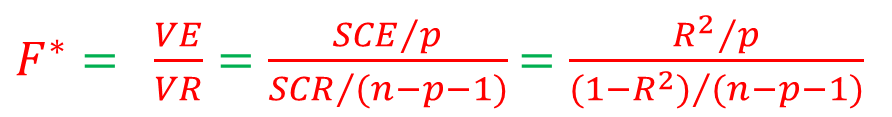 F* = VE/VR = (SCE/p)/(SCR/(n−p−1)) = (R²/p)/((1−R²)/(n−p−1))